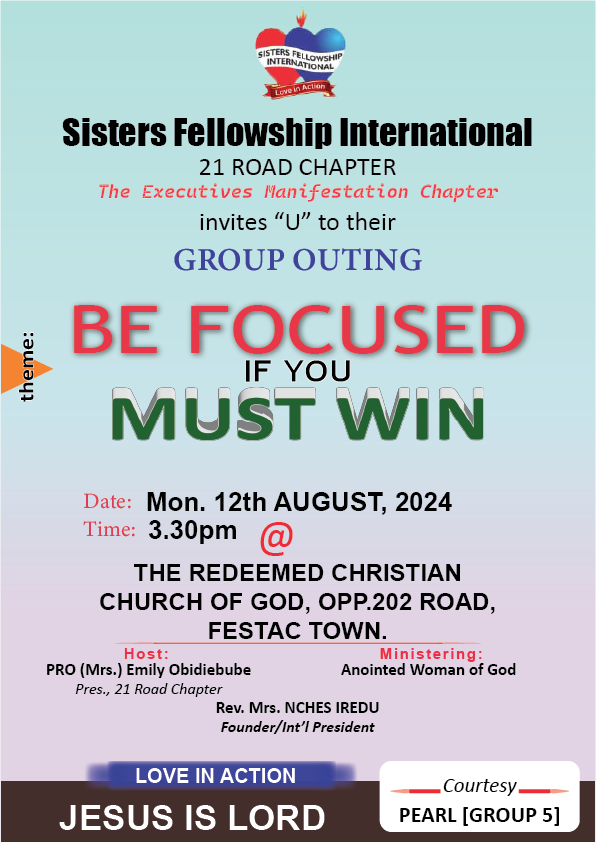 SISTERS FELLOWSHIP
INTERNATIONAL
Love in Action
Sisters Fellowship International
21 ROAD CHAPTER
The Executives Manifestation Chapter
invites “U” to their
GROUP OUTING
theme:
BE FOCUSED
IF YOU
MUST WIN
Date: Mon. 12th AUGUST, 2024
Time: 3.30pm @
THE REDEEMED CHRISTIAN
CHURCH OF GOD, OPP.202 ROAD,
FESTAC TOWN.
Host:
PRO (Mrs.) Emily Obidiebube
Pres., 21 Road Chapter
Ministering:
Anointed Woman of God
Rev. Mrs. NCHES IREDU
Founder/Int’l President
LOVE IN ACTION
JESUS IS LORD
Courtesy
PEARL [GROUP 5]